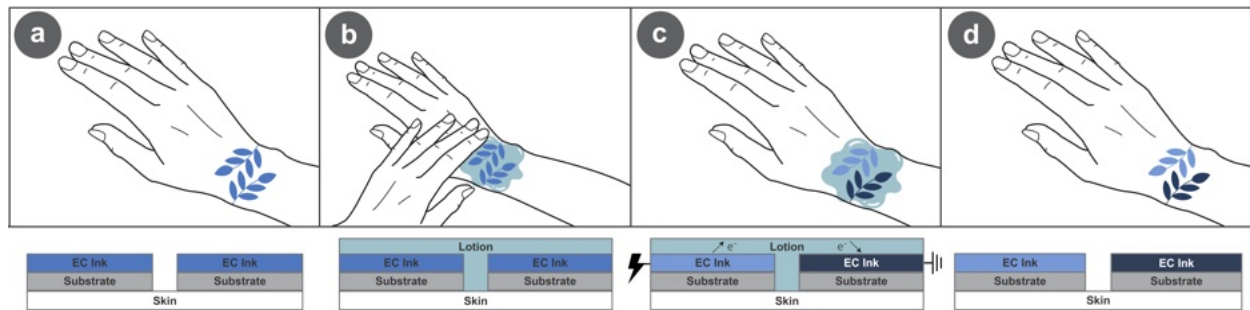 a
b
c
d
EC Ink EC Ink
Substrate Substrate
Skin
Lotion
EC Ink EC Ink
Substrate Substrate
Skin
e⁻ Lotion e⁻
EC Ink EC Ink
Substrate Substrate
Skin
EC Ink EC Ink
Substrate Substrate
Skin